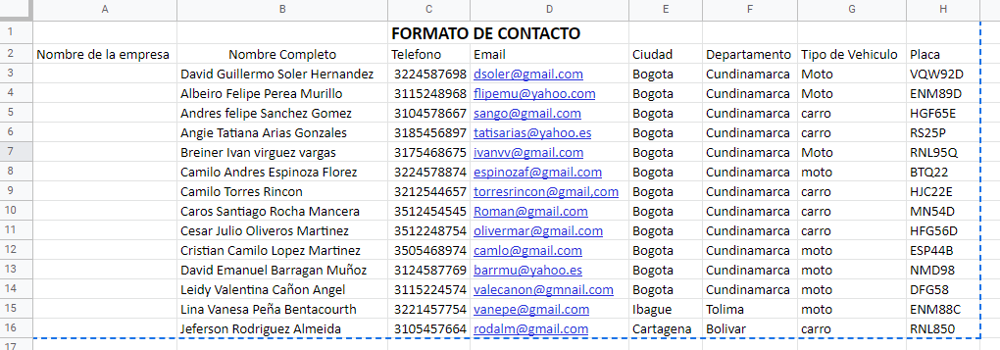 A B C D E F G H
1 FORMATO DE CONTACTO
2 Nombre de la empresa Nombre Completo Telefono Email Ciudad Departamento Tipo de Vehiculo Placa
3 David Guillermo Soler Hernandez 3224587698 dsoler@gmail.com Bogota Cundinamarca Moto VQW92D
4 Albeiro Felipe Perea Murillo 3115248968 flipemu@yahoo.com Bogota Cundinamarca Moto ENM89D
5 Andres felipe Sanchez Gomez 3104578667 sango@gmail.com Bogota Cundinamarca carro HGF65E
6 Angie Tatiana Arias Gonzales 3185456897 tatisarias@yahoo.es Bogota Cundinamarca carro RS25P
7 Breiner Ivan virguez vargas 3175468675 ivanvv@gmail.com Bogota Cundinamarca Moto RNL95Q
8 Camilo Andres Espinoza Florez 3224578874 espinozaf@gmail.com Bogota Cundinamarca moto BTQ22
9 Camilo Torres Rincon 3212544657 torresrincon@gmail,com Bogota Cundinamarca carro HJC22E
10 Caros Santiago Rocha Mancera 3512454545 Roman@gmail.com Bogota Cundinamarca carro MN54D
11 Cesar Julio Oliveros Martinez 3512248754 olivermar@gmail.com Bogota Cundinamarca carro HFG56D
12 Cristian Camilo Lopez Martinez 3505468974 camlo@gmail.com Bogota Cundinamarca moto ESP44B
13 David Emanuel Barragan Muñoz 3124587769 barrmu@yahoo.es Bogota Cundinamarca moto NMD98
14 Leidy Valentina Cañon Angel 3115224574 valecanon@gmnail.com Bogota Cundinamarca moto DFG58
15 Lina Vanesa Peña Bentacourth 3221457754 vanepe@gmail.com Ibague Tolima moto ENM88C
16 Jeferson Rodriguez Almeida 3105457664 rodalm@gmail.com Cartagena Bolivar carro RNL850
17